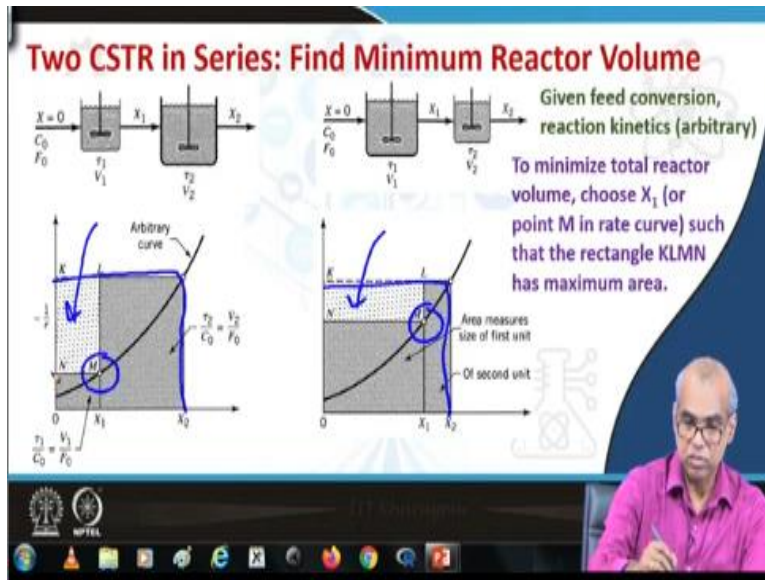 Two CSTR in Series: Find Minimum Reactor Volume
X = 0
C0
F0
X1
X2
τ1
V1
τ2
V2
X = 0
C0
F0
X1
X2
τ1
V1
τ2
V2
Given feed conversion,
reaction kinetics (arbitrary)
To minimize total reactor
volume, choose X1 (or
point M in rate curve) such
that the rectangle KLMN
has maximum area.
Arbitrary
curve
K
L
N
M
τ2/C0 = V2/F0
0
X1
X2
τ1/C0 = V1/F0
K
L
N
Area measures
size of first unit
Of second unit
0
X1
X2
NPTEL